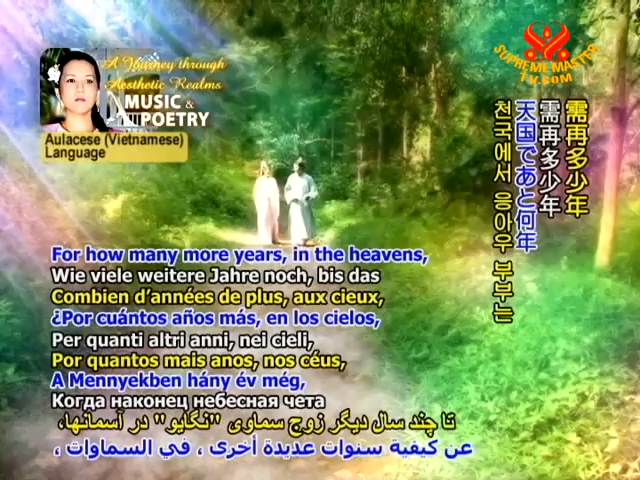 A Journey through
Aesthetic Realms
MUSIC &
POETRY
Aulacese (Vietnamese)
Language
SUPREME MASTER
TV.COM
需再多少年
需再多少年
天国であと何年
천국에서 응아우 부부는
For how many more years, in the heavens,
Wie viele weitere Jahre noch, bis das
Combien d’années de plus, aux cieux,
¿Por cuántos años más, en los cielos,
Per quanti altri anni, nei cieli,
Por quantos mais anos, nos céus,
A Mennyekben hány év még,
Когда наконец небесная чета
تا چند سال دیگر زوج سماوی "نگایو" در آسمانها،
عن كيفية سنوات عديدة أخرى ، في السماوات ،